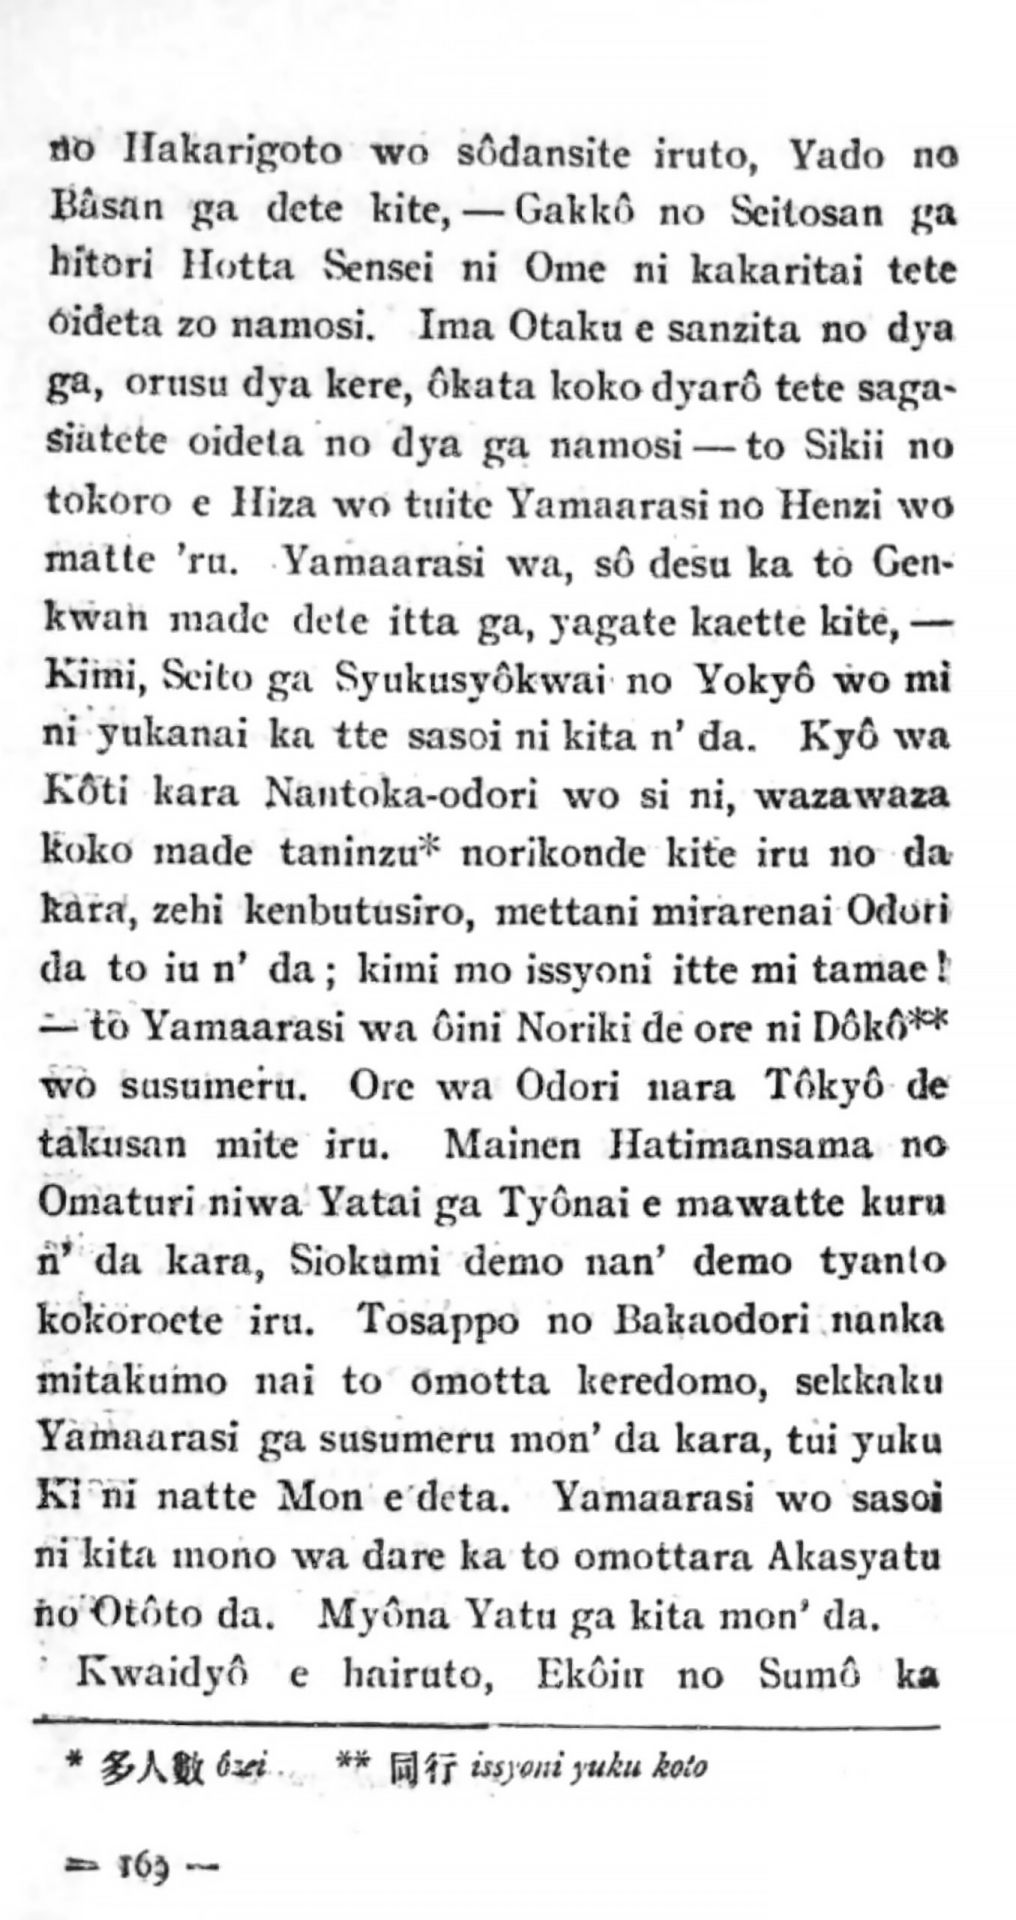 no Hakarigoto wo sôdansite iruto, Yado no
Bâsan ga dete kite, — Gakkô no Seitosan ga
hitori Hotta Sensei ni Ome ni kakaritai tete
oideta zo namosi. Ima Otaku e sanzita no dya
ga, orusu dya kere, ôkata koko dyarô tete saga-
siatete oideta no dya ga namosi — to Sikii no
tokoro e Hiza wo tuite Yamaarasi no Henzi wo
matte 'ru. Yamaarasi wa, sô desu ka to Gen-
kwan made dete itta ga, yagate kaette kite, —
Kimi, Seito ga Syukusyôkwai no Yokyô wo mi
ni yukanai ka tte sasoi ni kita n' da. Kyô wa
Kôti kara Nantoka-odori wo si ni, wazawaza
koko made taninzu* norikonde kite iru no da
kara, zehi kenbutusiro, mettani mirarenai Odori
da to iu n' da; kimi mo issyoni itte mi tamae!
— to Yamaarasi wa ôini Noriki de ore ni Dôkô**
wo susumeru. Ore wa Odori nara Tôkyô de
takusan mite iru. Mainen Hatimansama no
Omaturi niwa Yatai ga Tyônai e mawatte kuru
n' da kara, Siokumi demo nan' demo tyanto
kokoroete iru. Tosappo no Bakaodori nanka
mitakumo nai to omotta keredomo, sekkaku
Yamaarasi ga susumeru mon' da kara, tui yuku
Ki ni natte Mon e deta. Yamaarasi wo sasoi
ni kita mono wa dare ka to omottara Akasyatu
no Otôto da. Myôna Yatu ga kita mon' da.
Kwaidyô e hairuto, Ekôin no Sumô ka
* 多人數 ôzei ** 同行 issyoni yuku koto
— 169 —